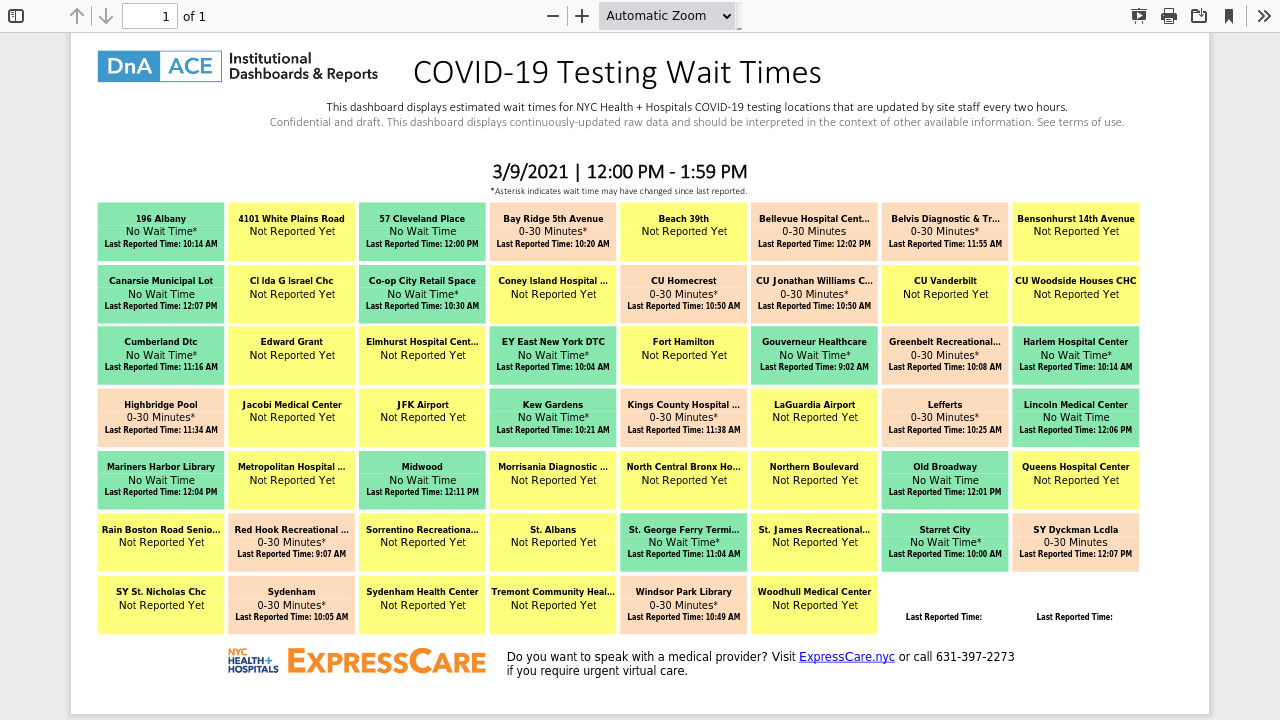 1 of 1
Automatic Zoom
DnA ACE Institutional
Dashboards & Reports
COVID-19 Testing Wait Times
This dashboard displays estimated wait times for NYC Health + Hospitals COVID-19 testing locations that are updated by site staff every two hours.
Confidential and draft. This dashboard displays continuously-updated raw data and should be interpreted in the context of other available information. See terms of use.
3/9/2021 | 12:00 PM - 1:59 PM
*Asterisk indicates wait time may have changed since last reported.
196 Albany
No Wait Time*
Last Reported Time: 10:14 AM
4101 White Plains Road
Not Reported Yet
57 Cleveland Place
No Wait Time
Last Reported Time: 12:00 PM
Bay Ridge 5th Avenue
0-30 Minutes*
Last Reported Time: 10:20 AM
Beach 39th
Not Reported Yet
Bellevue Hospital Cent...
0-30 Minutes
Last Reported Time: 12:02 PM
Belvis Diagnostic & Tr...
0-30 Minutes*
Last Reported Time: 11:55 AM
Bensonhurst 14th Avenue
Not Reported Yet
Canarsie Municipal Lot
No Wait Time
Last Reported Time: 12:07 PM
CI Ida G Israel Chc
Not Reported Yet
Co-op City Retail Space
No Wait Time*
Last Reported Time: 10:30 AM
Coney Island Hospital ...
Not Reported Yet
CU Homecrest
0-30 Minutes*
Last Reported Time: 10:50 AM
CU Jonathan Williams C...
0-30 Minutes*
Last Reported Time: 10:50 AM
CU Vanderbilt
Not Reported Yet
CU Woodside Houses CHC
Not Reported Yet
Cumberland Dtc
No Wait Time*
Last Reported Time: 11:16 AM
Edward Grant
Not Reported Yet
Elmhurst Hospital Cent...
Not Reported Yet
EY East New York DTC
No Wait Time*
Last Reported Time: 10:04 AM
Fort Hamilton
Not Reported Yet
Gouverneur Healthcare
No Wait Time*
Last Reported Time: 9:02 AM
Greenbelt Recreational...
0-30 Minutes*
Last Reported Time: 10:08 AM
Harlem Hospital Center
No Wait Time*
Last Reported Time: 10:14 AM
Highbridge Pool
0-30 Minutes*
Last Reported Time: 11:34 AM
Jacobi Medical Center
Not Reported Yet
JFK Airport
Not Reported Yet
Kew Gardens
No Wait Time*
Last Reported Time: 10:21 AM
Kings County Hospital ...
0-30 Minutes*
Last Reported Time: 11:38 AM
LaGuardia Airport
Not Reported Yet
Lefferts
0-30 Minutes*
Last Reported Time: 10:25 AM
Lincoln Medical Center
No Wait Time
Last Reported Time: 12:06 PM
Mariners Harbor Library
No Wait Time
Last Reported Time: 12:04 PM
Metropolitan Hospital ...
Not Reported Yet
Midwood
No Wait Time
Last Reported Time: 12:11 PM
Morrisania Diagnostic ...
Not Reported Yet
North Central Bronx Ho...
Not Reported Yet
Northern Boulevard
Not Reported Yet
Old Broadway
No Wait Time
Last Reported Time: 12:01 PM
Queens Hospital Center
Not Reported Yet
Rain Boston Road Senio...
Not Reported Yet
Red Hook Recreational ...
0-30 Minutes*
Last Reported Time: 9:07 AM
Sorrentino Recreationa...
Not Reported Yet
St. Albans
Not Reported Yet
St. George Ferry Termi...
No Wait Time*
Last Reported Time: 11:04 AM
St. James Recreational...
Not Reported Yet
Starret City
No Wait Time*
Last Reported Time: 10:00 AM
SY Dyckman Lcdla
0-30 Minutes
Last Reported Time: 12:07 PM
SY St. Nicholas Chc
Not Reported Yet
Sydenham
0-30 Minutes*
Last Reported Time: 10:05 AM
Sydenham Health Center
Not Reported Yet
Tremont Community Heal...
Not Reported Yet
Windsor Park Library
0-30 Minutes*
Last Reported Time: 10:49 AM
Woodhull Medical Center
Not Reported Yet
Last Reported Time:
Last Reported Time:
NYC
HEALTH+
HOSPITALS
EXPRESSCARE
Do you want to speak with a medical provider? Visit ExpressCare.nyc or call 631-397-2273
if you require urgent virtual care.